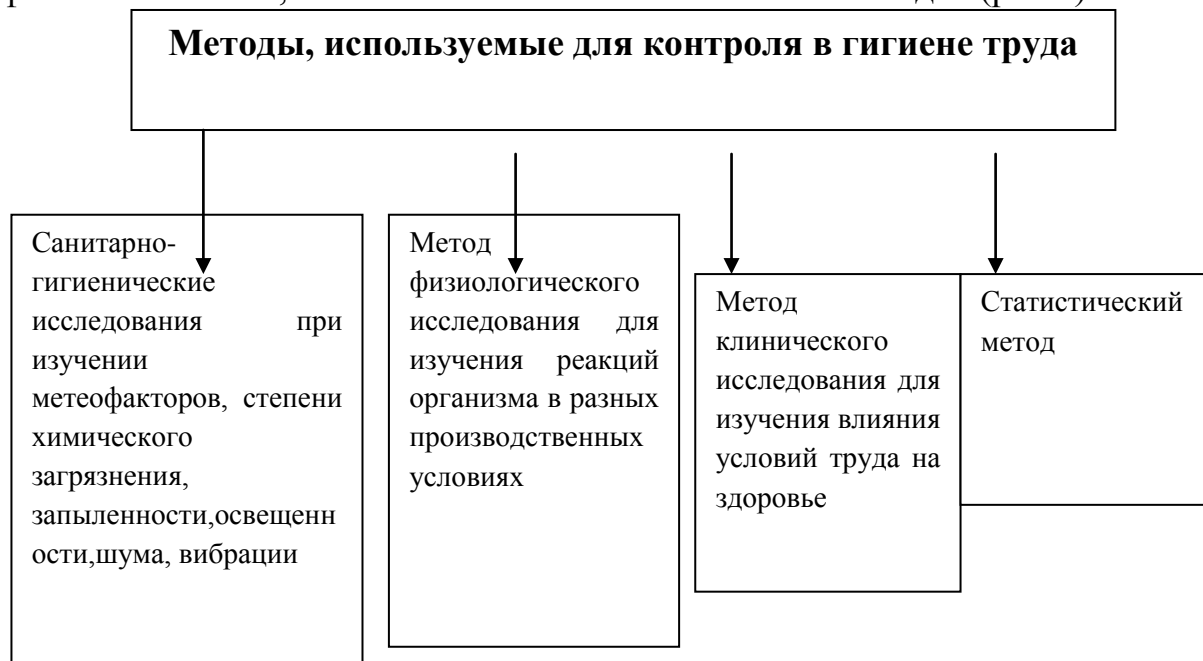 Методы, используемые для контроля в гигиене труда
Санитарно-
гигиенические
исследования при
изучении
метеофакторов, степени
химического
загрязнения,
запыленности,освещенн
ости,шума, вибрации
Метод
физиологического
исследования для
изучения реакций
организма в разных
производственных
условиях
Метод
клинического
исследования для
изучения влияния
условий труда на
здоровье
Статистический
метод